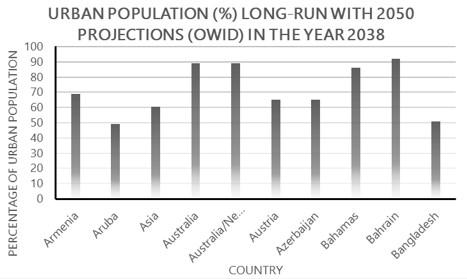 URBAN POPULATION (%) LONG-RUN WITH 2050
PROJECTIONS (OWID) IN THE YEAR 2038
PERCENTAGE OF URBAN POPULATION
100
90
80
70
60
50
40
30
20
10
0
Armenia
Aruba
Asia
Australia
Australia/Ne...
Austria
Azerbaijan
Bahamas
Bahrain
Bangladesh
COUNTRY